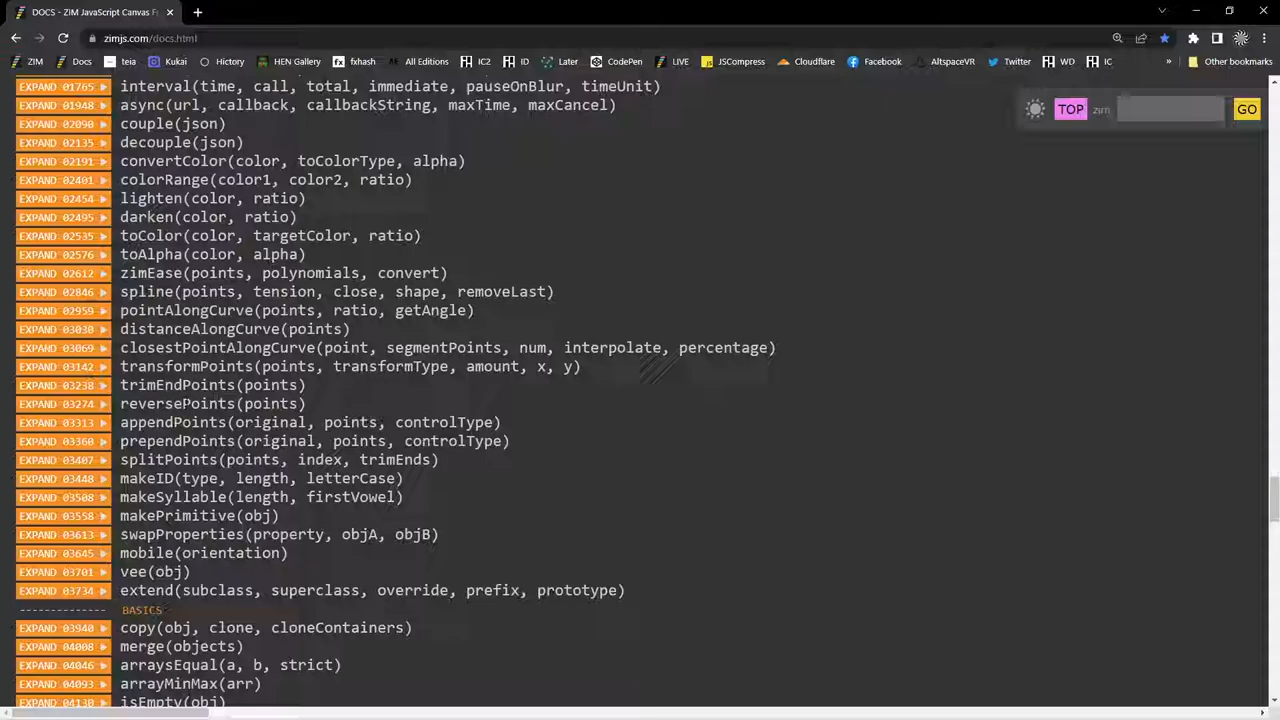 DOCS - ZIM JavaScript Canvas F
zimjs.com/docs.html
ZIM Docs teia Kukai Hictory HEN Gallery fxhash All Editions IC2 ID Later CodePen LIVE JSCompress Cloudflare Facebook AltspaceVR Twitter WD IC » Other bookmarks
EXPAND 01765 interval(time, call, total, immediate, pauseOnBlur, timeUnit)
EXPAND 01948 async(url, callback, callbackString, maxTime, maxCancel)
TOP zim GO
EXPAND 02090 couple(json)
EXPAND 02135 decouple(json)
EXPAND 02191 convertColor(color, toColorType, alpha)
EXPAND 02401 colorRange(color1, color2, ratio)
EXPAND 02454 lighten(color, ratio)
EXPAND 02495 darken(color, ratio)
EXPAND 02535 toColor(color, targetColor, ratio)
EXPAND 02576 toAlpha(color, alpha)
EXPAND 02612 zimEase(points, polynomials, convert)
EXPAND 02846 spline(points, tension, close, shape, removeLast)
EXPAND 02959 pointAlongCurve(points, ratio, getAngle)
EXPAND 03030 distanceAlongCurve(points)
EXPAND 03069 closestPointAlongCurve(point, segmentPoints, num, interpolate, percentage)
EXPAND 03142 transformPoints(points, transformType, amount, x, y)
EXPAND 03238 trimEndPoints(points)
EXPAND 03274 reversePoints(points)
EXPAND 03313 appendPoints(original, points, controlType)
EXPAND 03360 prependPoints(original, points, controlType)
EXPAND 03407 splitPoints(points, index, trimEnds)
EXPAND 03448 makeID(type, length, letterCase)
EXPAND 03508 makeSyllable(length, firstVowel)
EXPAND 03558 makePrimitive(obj)
EXPAND 03613 swapProperties(property, objA, objB)
EXPAND 03645 mobile(orientation)
EXPAND 03701 vee(obj)
EXPAND 03734 extend(subclass, superclass, override, prefix, prototype)
-------------- BASICS
EXPAND 03940 copy(obj, clone, cloneContainers)
EXPAND 04008 merge(objects)
EXPAND 04046 arraysEqual(a, b, strict)
EXPAND 04093 arrayMinMax(arr)
EXPAND 04130 isEmpty(obj)